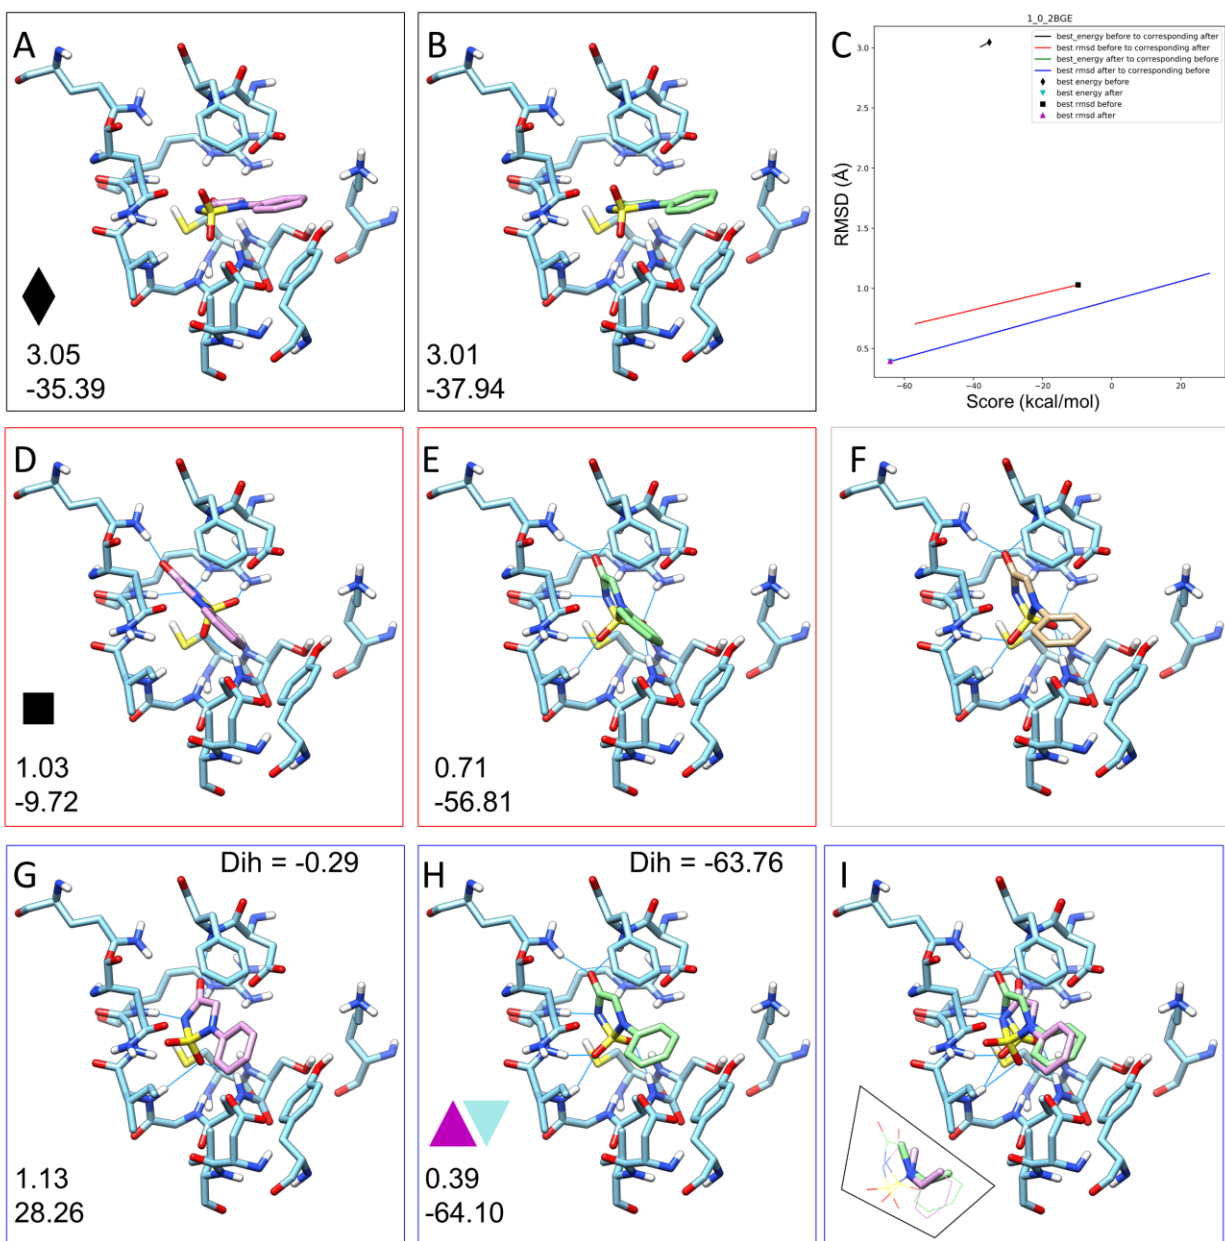 A
3.05
-35.39
B
3.01
-37.94
C
1_0_2BGE
best_energy before to corresponding after
best rmsd before to corresponding after
best_energy after to corresponding before
best rmsd after to corresponding before
best energy before
best energy after
best rmsd before
best rmsd after
3.0
2.5
2.0
1.5
1.0
0.5
RMSD (Å)
-60
-40
-20
0
20
Score (kcal/mol)
D
1.03
-9.72
E
0.71
-56.81
F
G
Dih = -0.29
1.13
28.26
H
Dih = -63.76
0.39
-64.10
I